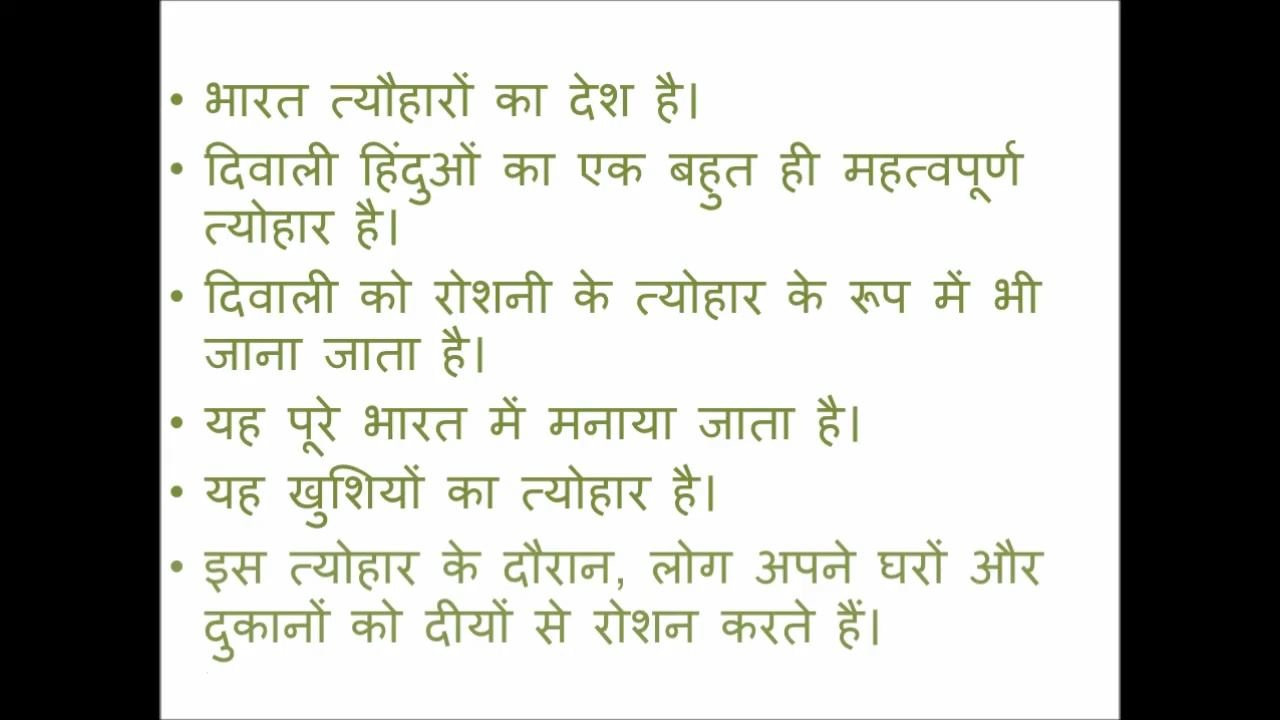 • भारत त्यौहारों का देश है।
• दिवाली हिंदुओं का एक बहुत ही महत्वपूर्ण
त्योहार है।
• दिवाली को रोशनी के त्योहार के रूप में भी
जाना जाता है।
• यह पूरे भारत में मनाया जाता है।
• यह खुशियों का त्योहार है।
• इस त्योहार के दौरान, लोग अपने घरों और
दुकानों को दीयों से रोशन करते हैं।